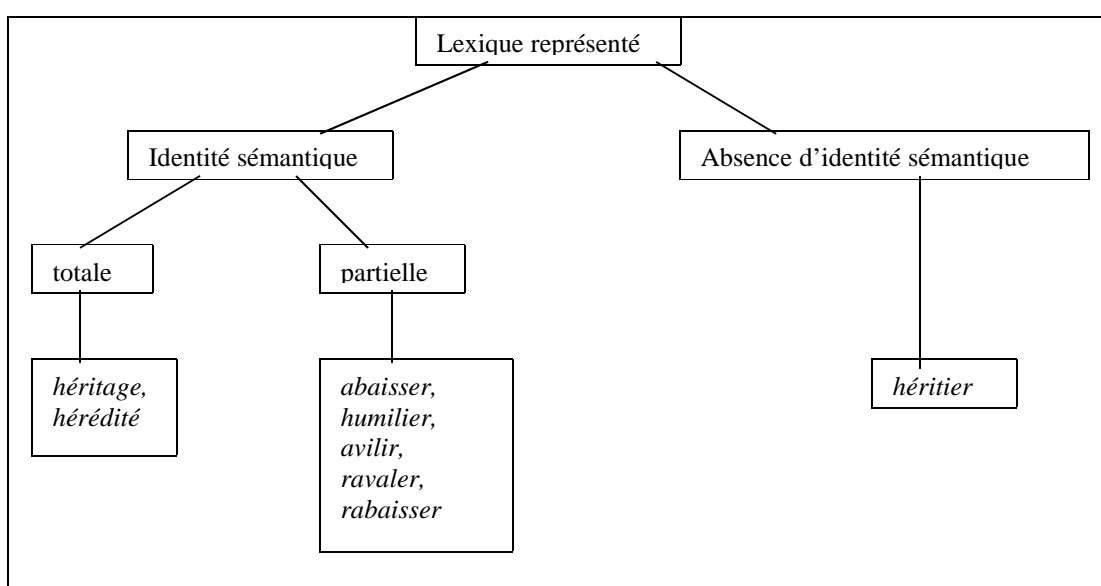 Lexique représenté
Identité sémantique
Absence d'identité sémantique
totale
partielle
héritage,
hérédité
abaisser,
humilier,
avilir,
ravaler,
rabaisser
héritier